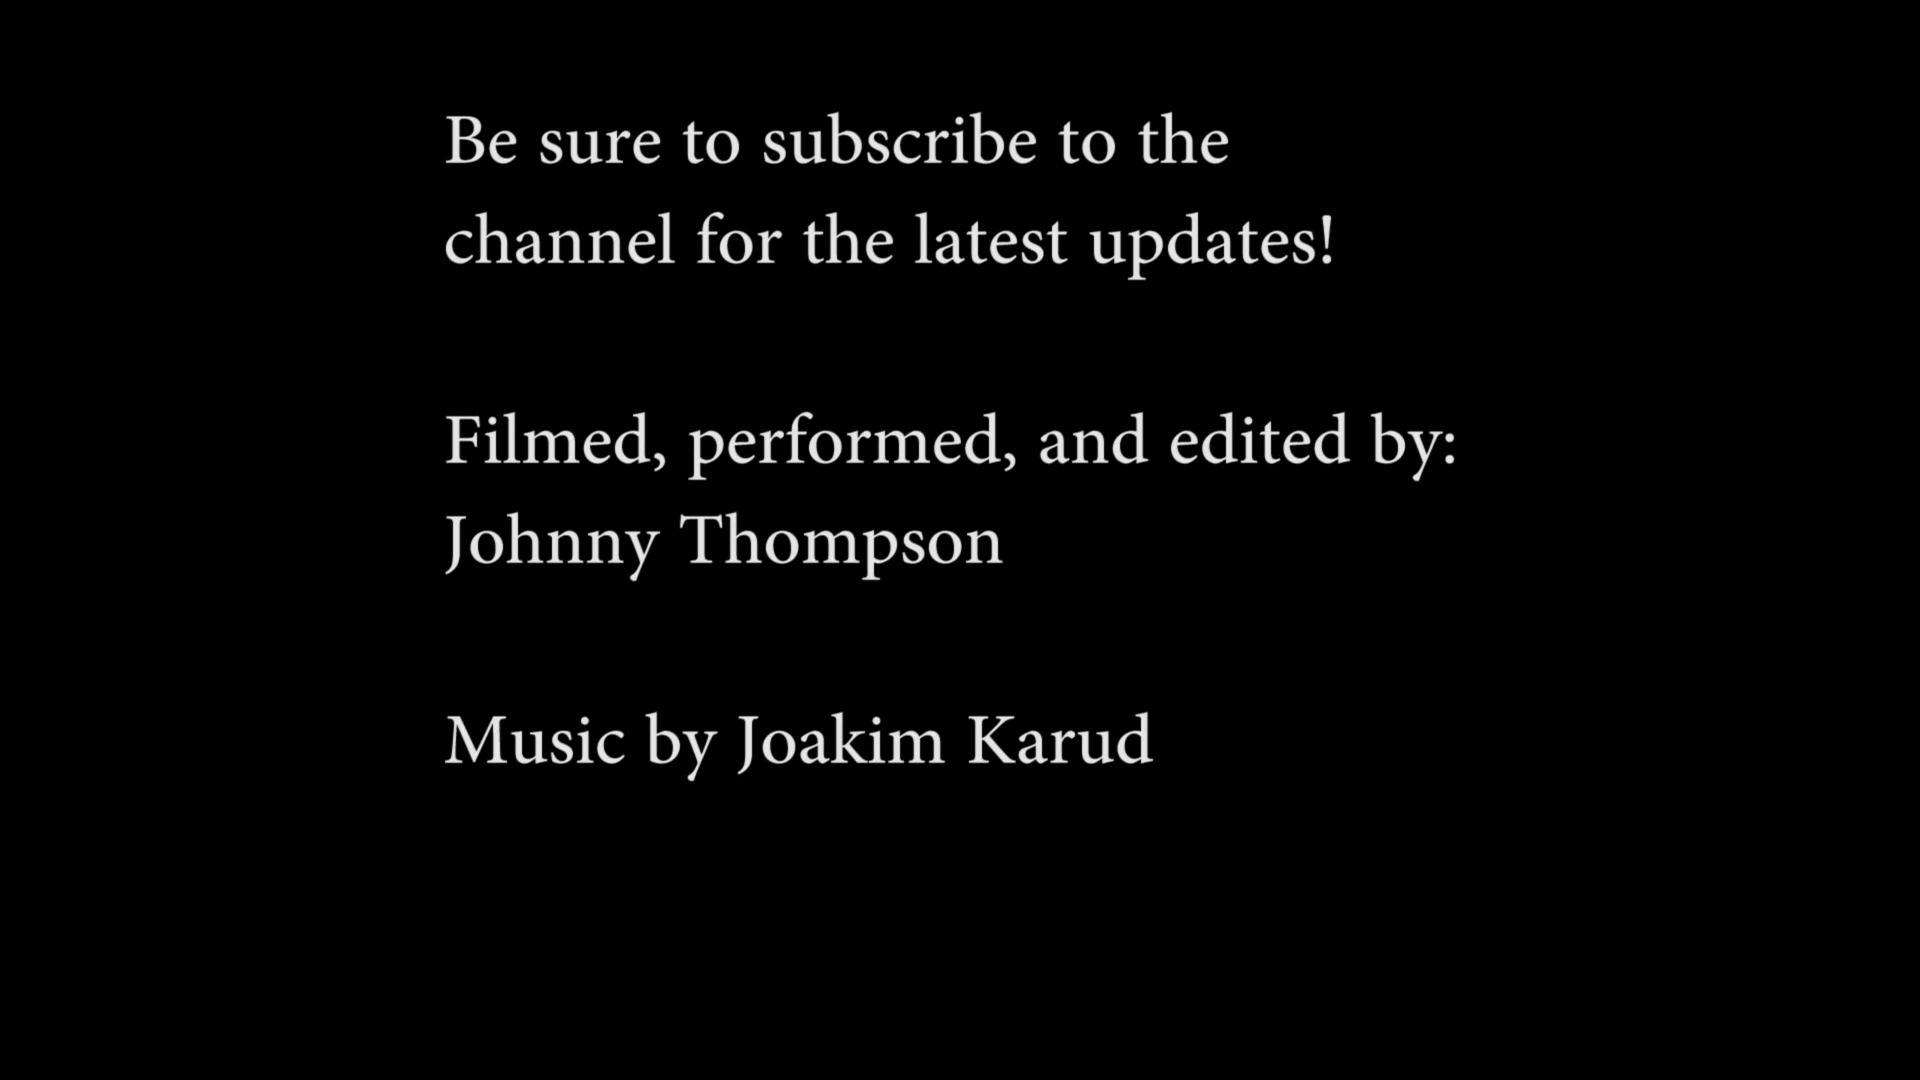 Be sure to subscribe to the
channel for the latest updates!
Filmed, performed, and edited by:
Johnny Thompson
Music by Joakim Karud